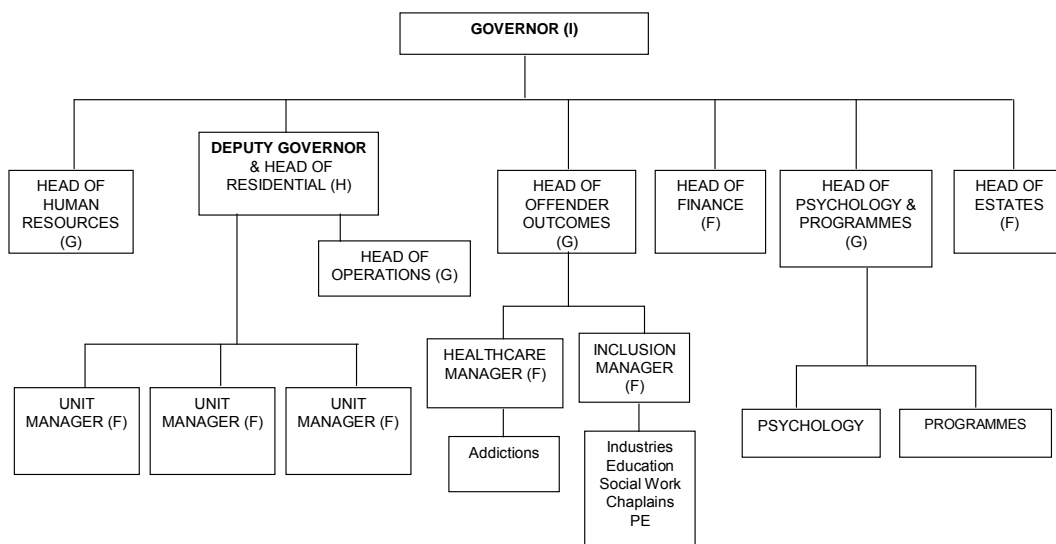 GOVERNOR (I)
HEAD OF
HUMAN
RESOURCES
(G)
DEPUTY GOVERNOR
& HEAD OF
RESIDENTIAL (H)
HEAD OF
OFFENDER
OUTCOMES
(G)
HEAD OF
FINANCE
(F)
HEAD OF
PSYCHOLOGY &
PROGRAMMES
(G)
HEAD OF
ESTATES
(F)
HEAD OF
OPERATIONS (G)
UNIT
MANAGER (F)
UNIT
MANAGER (F)
UNIT
MANAGER (F)
HEALTHCARE
MANAGER (F)
INCLUSION
MANAGER
(F)
Addictions
Industries
Education
Social Work
Chaplains
PE
PSYCHOLOGY
PROGRAMMES